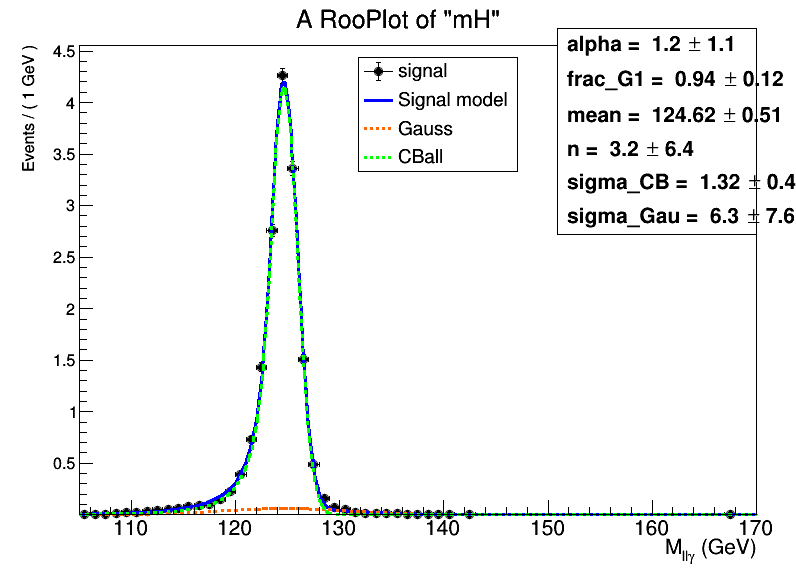 A RooPlot of "mH"
Events / ( 1 GeV )
4.5
4
3.5
3
2.5
2
1.5
1
0.5
signal
Signal model
Gauss
CBall
alpha = 1.2 ± 1.1
frac_G1 = 0.94 ± 0.12
mean = 124.62 ± 0.51
n = 3.2 ± 6.4
sigma_CB = 1.32 ± 0.4
sigma_Gau = 6.3 ± 7.6
110 120 130 140 150 160 170
M_{llγ} (GeV)